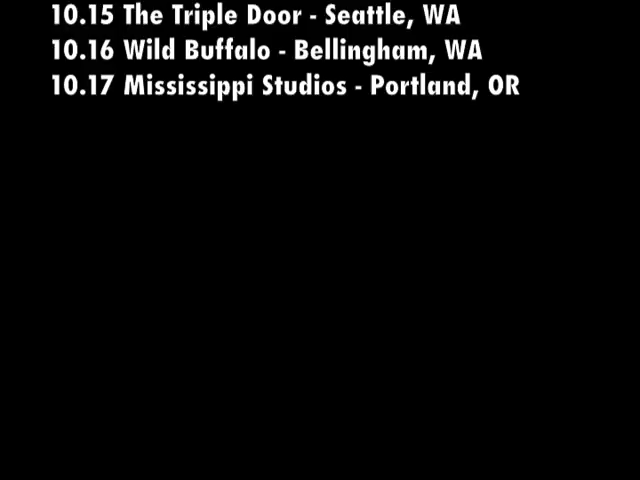 10.15 The Triple Door - Seattle, WA
10.16 Wild Buffalo - Bellingham, WA
10.17 Mississippi Studios - Portland, OR